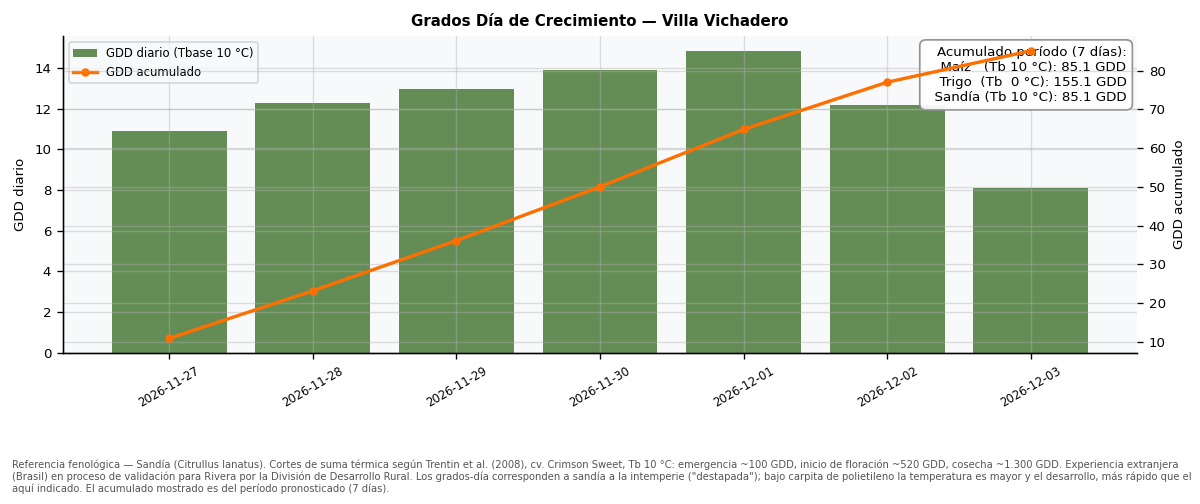 Grados Día de Crecimiento — Villa Vichadero
GDD diario (Tbase 10 °C)
GDD acumulado
Acumulado período (7 días):
Maíz (Tb 10 °C): 85.1 GDD
Trigo (Tb 0 °C): 155.1 GDD
Sandía (Tb 10 °C): 85.1 GDD
GDD diario
14
12
10
8
6
4
2
0
80
70
60
50
40
30
20
10
GDD acumulado
2026-11-27
2026-11-28
2026-11-29
2026-11-30
2026-12-01
2026-12-02
2026-12-03
Referencia fenológica — Sandía (Citrullus lanatus). Cortes de suma térmica según Trentin et al. (2008), cv. Crimson Sweet, Tb 10 °C: emergencia ~100 GDD, inicio de floración ~520 GDD, cosecha ~1.300 GDD. Experiencia extranjera
(Brasil) en proceso de validación para Rivera por la División de Desarrollo Rural. Los grados-día corresponden a sandía a la intemperie ("destapada"); bajo carpita de polietileno la temperatura es mayor y el desarrollo, más rápido que el
aquí indicado. El acumulado mostrado es del período pronosticado (7 días).